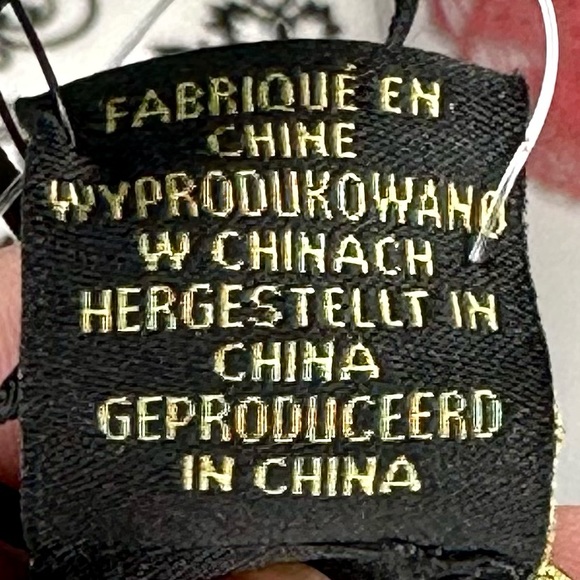 FABRIQUÉ EN
CHINE
WYPRODUKOWANO
W CHINACH
HERGESTELLT IN
CHINA
GEPRODUCEERD
IN CHINA